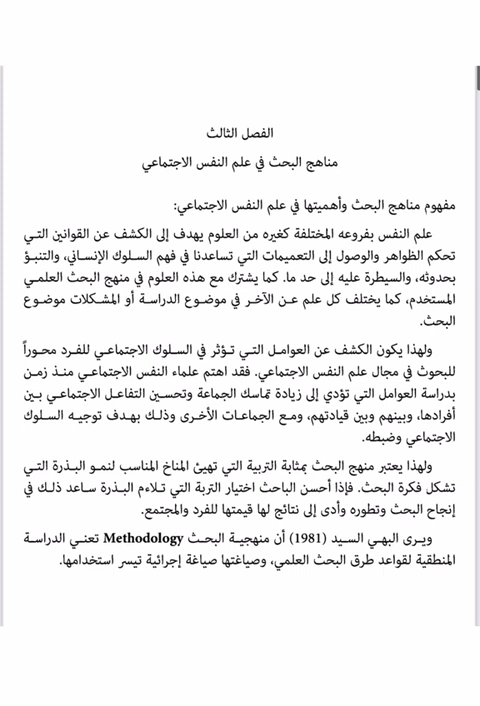 الفصل الثالث
مناهج البحث في علم النفس الاجتماعي
مفهوم مناهج البحث وأهميتها في علم النفس الاجتماعي:
علم النفس بفروعه المختلفة كغيره من العلوم يهدف إلى الكشف عن القوانين التي
تحكم الظواهر والوصول إلى التعميمات التي تساعدنا في فهم السلوك الإنساني، والتنبؤ
بحدوثه، والسيطرة عليه إلى حد ما. كما يشترك مع هذه العلوم في منهج البحث العلمي
المستخدم، كما يختلف كل علم عن الآخر في موضوع الدراسة أو المشكلات موضوع
البحث.
ولهذا يكون الكشف عن العوامل التي تؤثر في السلوك الاجتماعي للفرد محوراً
للبحوث في مجال علم النفس الاجتماعي. فقد اهتم علماء النفس الاجتماعي منذ زمن
بدراسة العوامل التي تؤدي إلى زيادة تماسك الجماعة وتحسين التفاعل الاجتماعي بين
أفرادها، وبينهم وبين قيادتهم، ومع الجماعات الأخرى وذلك بهدف توجيه السلوك
الاجتماعي وضبطه.
ولهذا يعتبر منهج البحث بمثابة التربية التي تهيئ المناخ المناسب لنمو البذرة التي
تشكل فكرة البحث. فإذا أحسن الباحث اختيار التربة التي تلاءم البذرة ساعد ذلك في
إنجاح البحث وتطوره وأدى إلى نتائج لها قيمتها للفرد والمجتمع.
ويرى البهي السيد (1981) أن منهجية البحث Methodology تعني الدراسة
المنطقية لقواعد طرق البحث العلمي، وصياغتها صياغة إجرائية تيسر استخدامها.